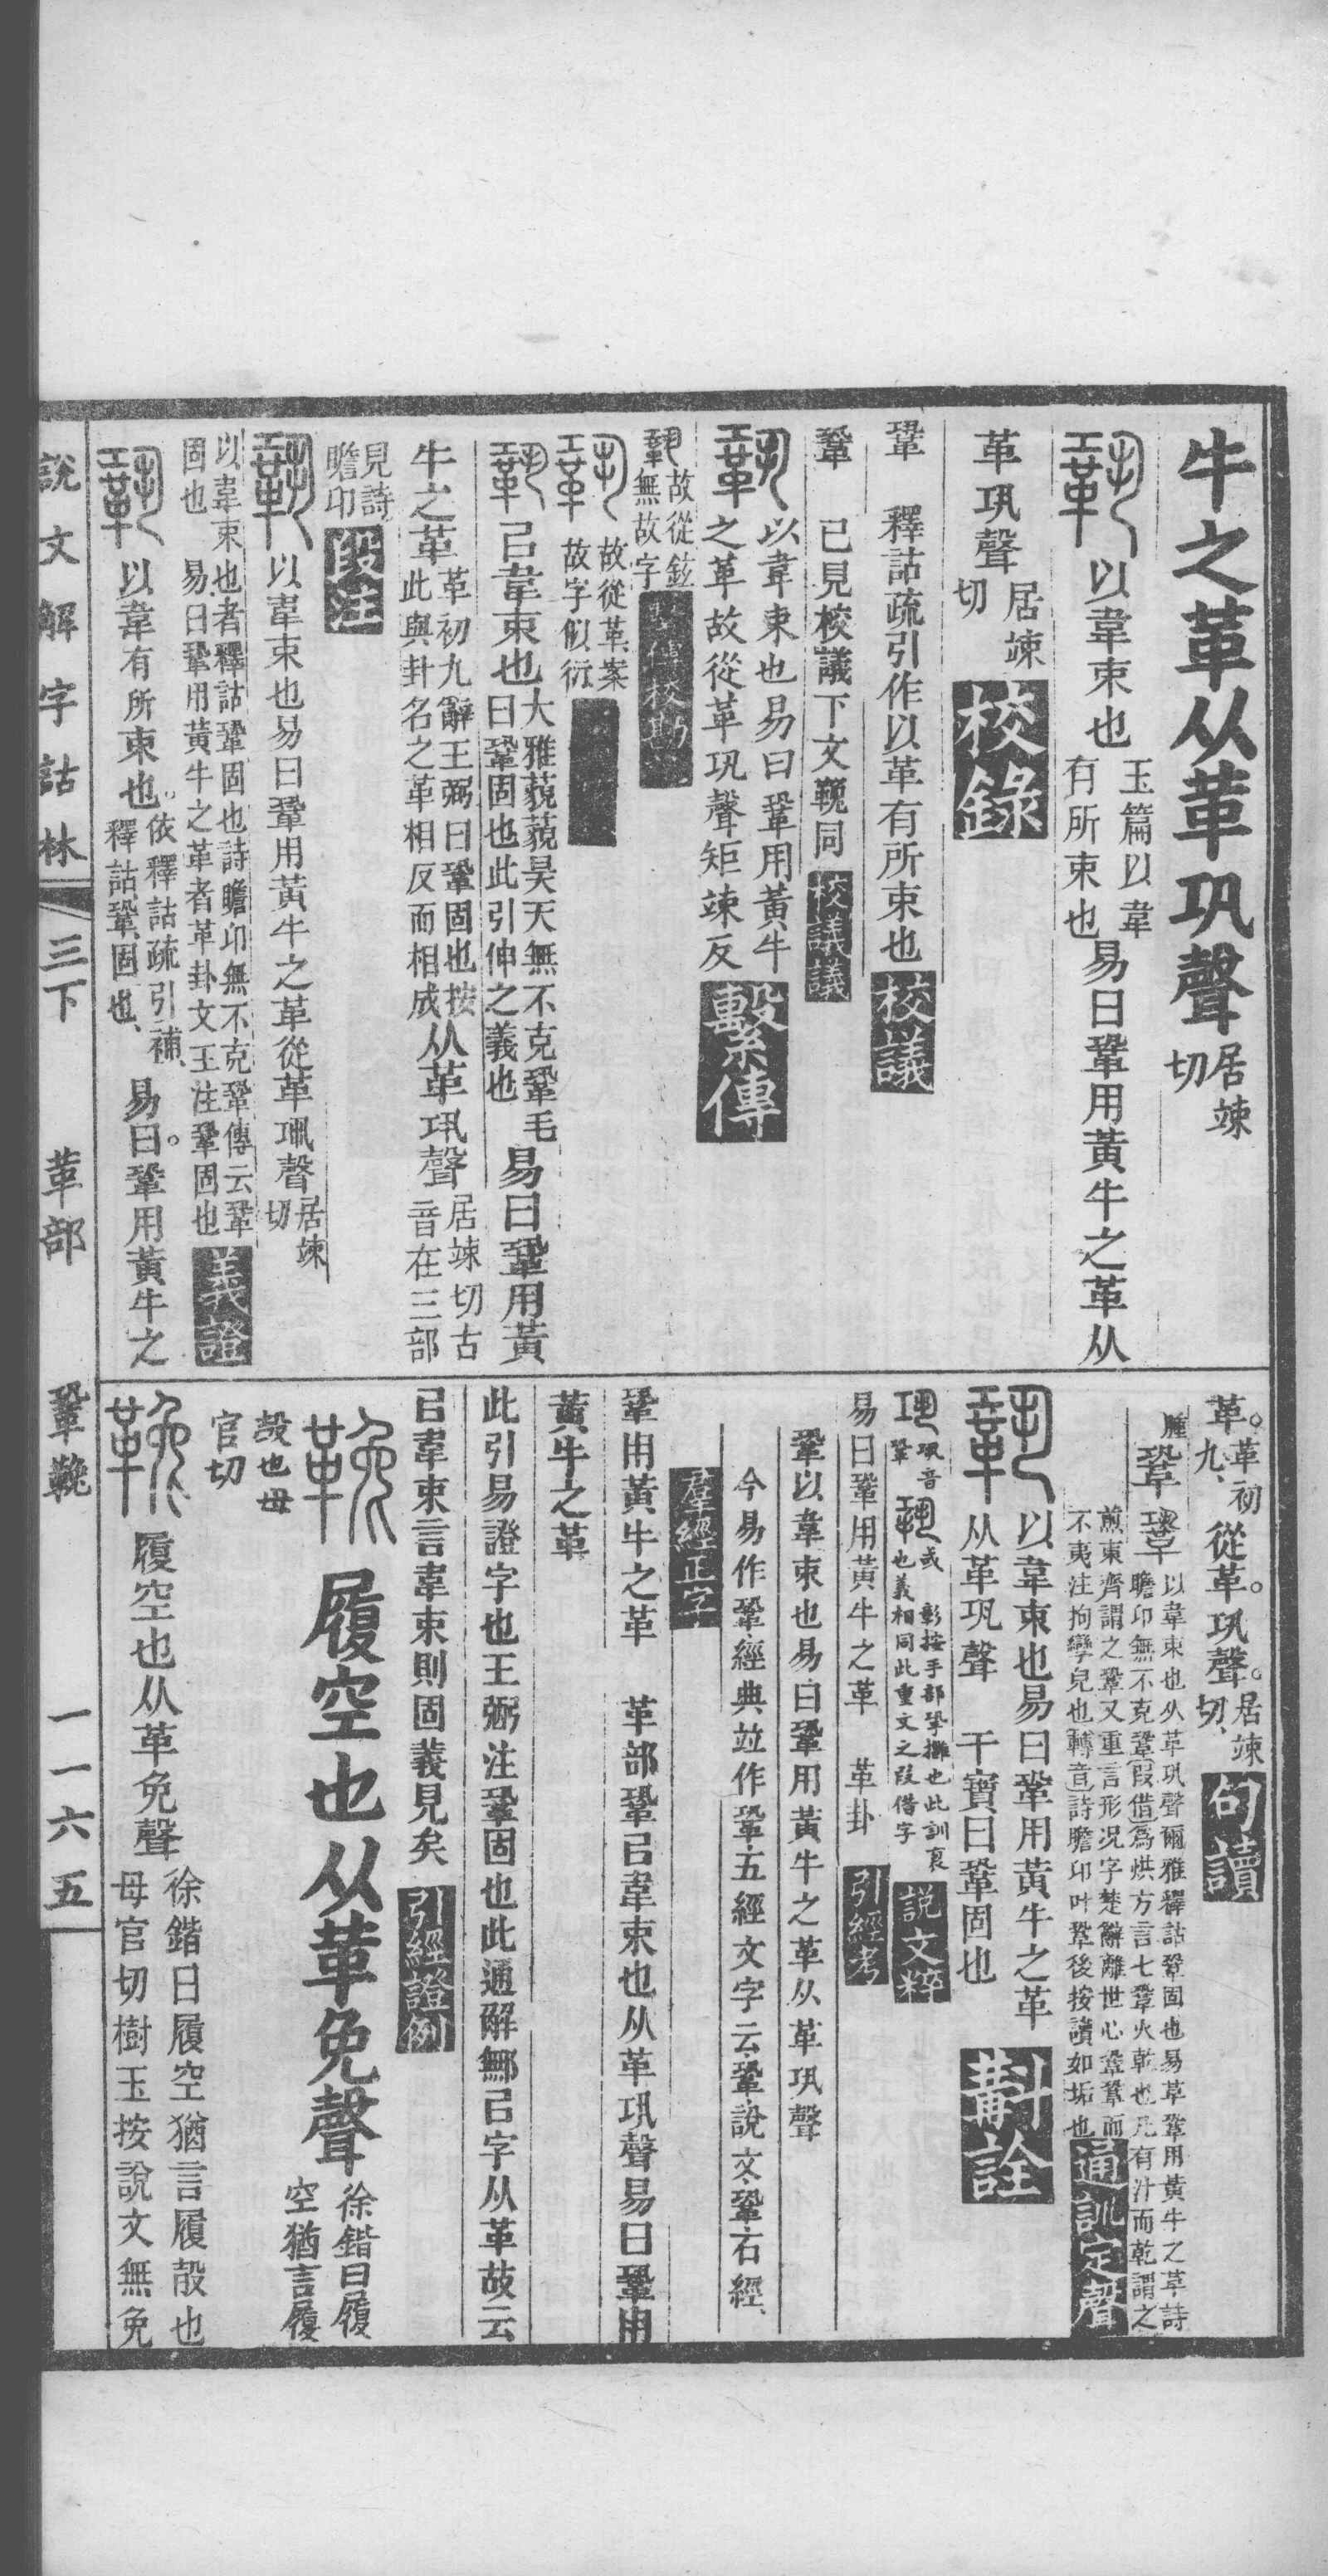 牛之革从革巩聲居竦切
以韋束也玉篇以韋有所束也易曰鞏用黃牛之革从
革巩聲居竦切校錄
鞏　釋詁疏引作以革有所束也校議
鞏　已見校議下文鞔同校議議
以韋束也易曰鞏用黃牛之革故從革巩聲矩竦反繫傳
故從鉉無故字繫傳校勘
故從革案故字似衍
㠯韋束也大雅藐藐昊天無不克鞏毛曰鞏固也此引伸之義也易曰鞏用黃
牛之革革初九辭王弼曰鞏固也按此與卦名之革相反而相成从革巩聲居竦切古音在三部
見詩瞻卬段注
以韋束也易曰鞏用黃牛之革從革巩聲居竦切
以韋束也者釋詁鞏固也詩瞻卬無不克鞏傳云鞏固也　易曰鞏用黃牛之革者革卦文王注鞏固也義證
以韋有所束也。依釋詁疏引補、釋詁、鞏、固也、易曰。鞏用黃牛之
革。革初九、從革。巩聲。居竦切、句讀
以韋束也从革巩聲爾雅釋詁鞏固也易革鞏用黃牛之革詩瞻卬無不克鞏假借爲烘方言七鞏火乾也凡有汁而乾謂之煎東齊謂之鞏又重言形況字楚辭離世心蛩蛩而不夷注拘攣皃也轉音詩瞻卬叶鞏後按讀如垢也通訓定聲
以韋束也易曰鞏用黃牛之革从革巩聲　干寶曰鞏固也斠詮
彰按手部㧬攤也此訓裹也義相同此重文之叚借字說文粹
易曰鞏用黃牛之革　革卦引經考
鞏以韋束也易曰鞏用黃牛之革从革巩聲
今易作鞏、經典竝作鞏、五經文字云、鞏、說文、鞏、石經、
羣經正字
鞏用黃牛之革　革部鞏㠯韋束也从革巩聲易曰鞏用
黃牛之革
此引易證字也王弼注鞏固也此通解鄦㠯字从革故云
㠯韋束言韋束則固義見矣引經證例
履空也从革免聲徐鍇曰履空猶言履
㱿也母官切
履空也从革免聲徐鍇曰履空猶言履㱿也母官切樹玉按說文無免
說文解字詁林　三下　革部　鞏鞔　一一六五